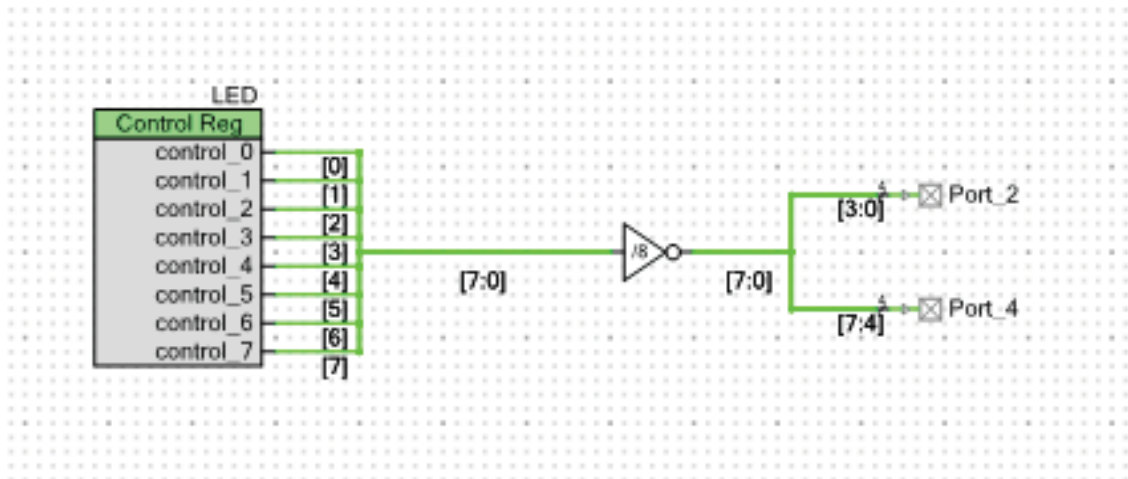 LED
Control Reg
control_0
[0]
control_1
[1]
control_2
[2]
control_3
[3]
control_4
[4]
control_5
[5]
control_6
[6]
control_7
[7]
[7:0]
/8
[7:0]
4
Port_2
[3:0]
4
Port_4
[7:4]